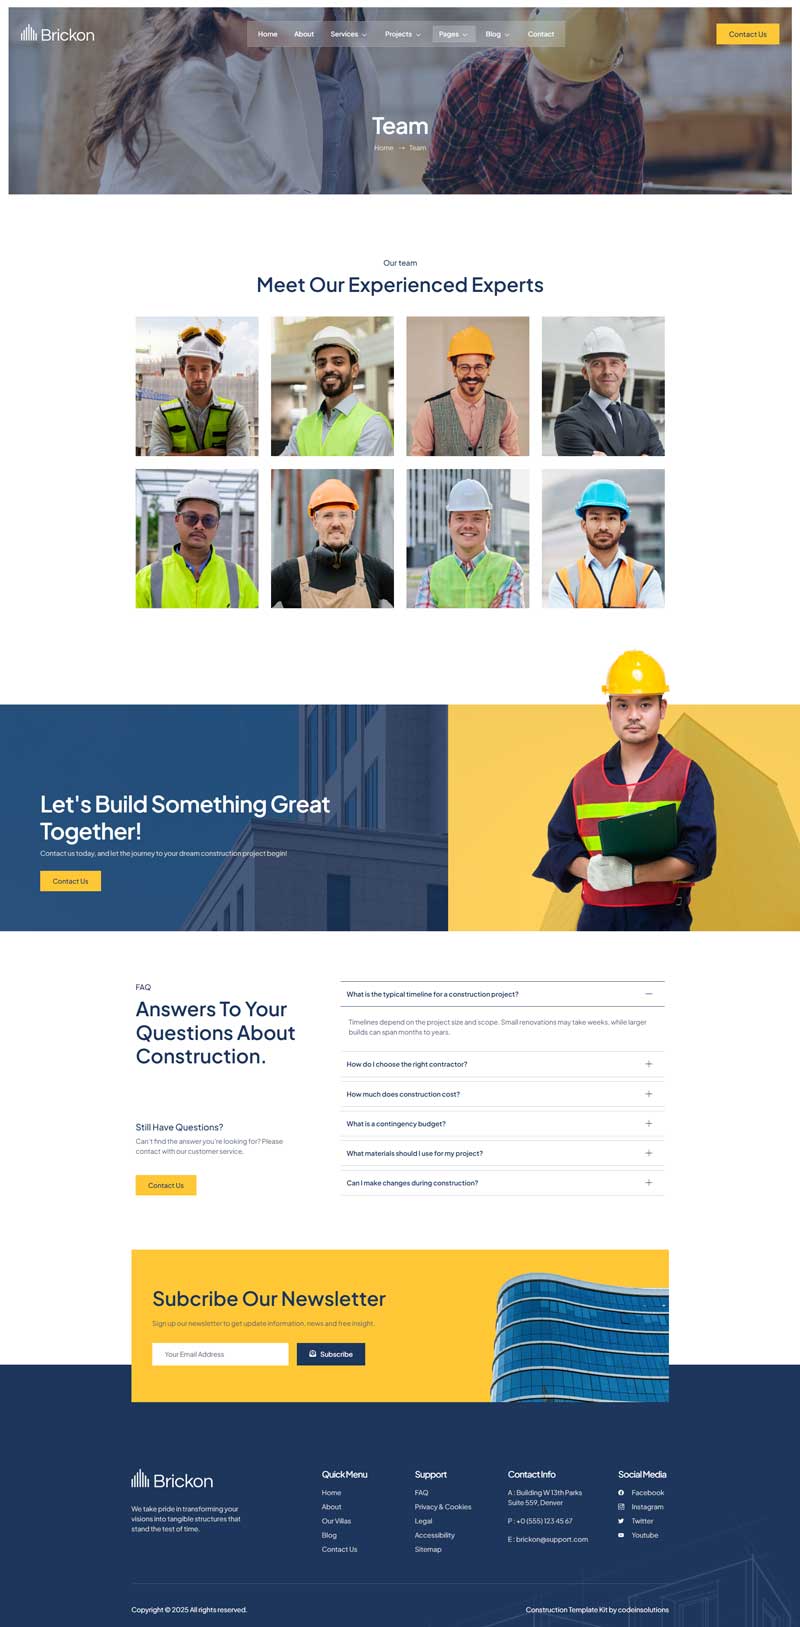 Brickon
Home About Services Projects Pages Blog Contact
Contact Us
Team
Home → Team
Our team
Meet Our Experienced Experts
Let's Build Something Great
Together!
Contact us today, and let the journey to your dream construction project begin!
Contact Us
FAQ
Answers To Your
Questions About
Construction.
Still Have Questions?
Can't find the answer you're looking for? Please
contact with our customer service.
Contact Us
What is the typical timeline for a construction project?
Timelines depend on the project size and scope. Small renovations may take weeks, while larger
builds can span months to years.
How do I choose the right contractor?
How much does construction cost?
What is a contingency budget?
What materials should I use for my project?
Can I make changes during construction?
Subcribe Our Newsletter
Sign up our newsletter to get update information, news and free insight.
Your Email Address
Subscribe
Brickon
We take pride in transforming your
visions into tangible structures that
stand the test of time.
Quick Menu
Home
About
Our Villas
Blog
Contact Us
Support
FAQ
Privacy & Cookies
Legal
Accessibility
Sitemap
Contact Info
A : Building W 13th Parks
Suite 559, Denver
P : +0 (555) 123 45 67
E : brickon@support.com
Social Media
Facebook
Instagram
Twitter
Youtube
Copyright © 2025 All rights reserved.
Construction Template Kit by codeinsolutions